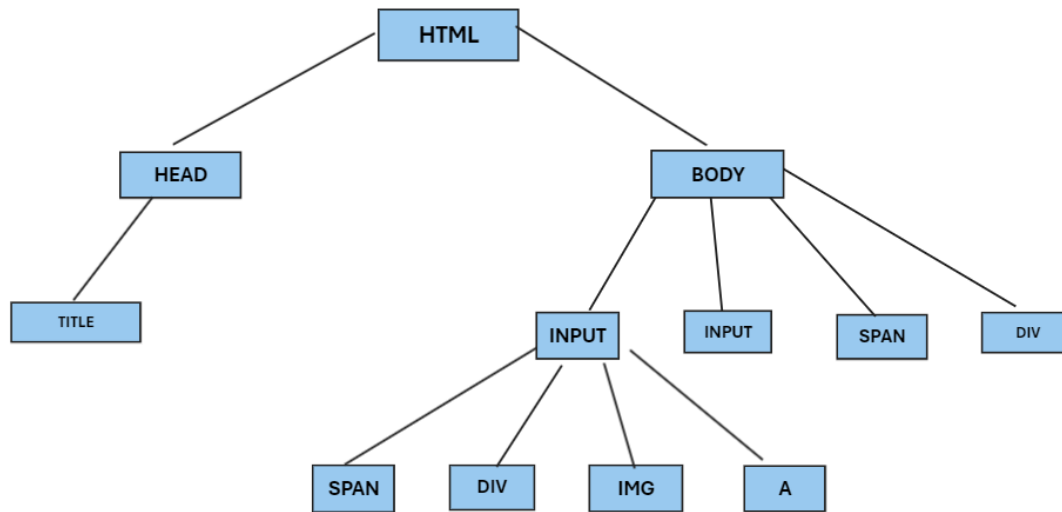 HTML
HEAD
BODY
TITLE
INPUT
INPUT
SPAN
DIV
SPAN
DIV
IMG
A